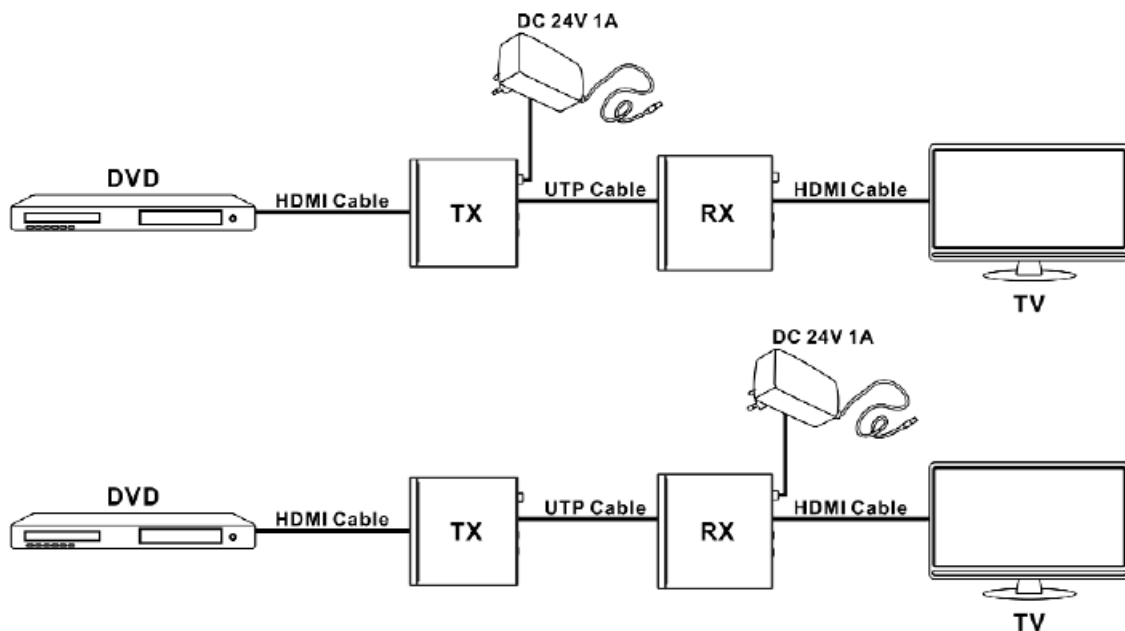 DC 24V 1A
DVD
HDMI Cable
TX
UTP Cable
RX
HDMI Cable
TV
DC 24V 1A
DVD
HDMI Cable
TX
UTP Cable
RX
HDMI Cable
TV